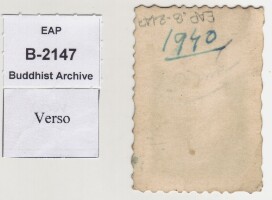 EAP
B-2147
Buddhist Archive
Verso
EAP B-2147
1940